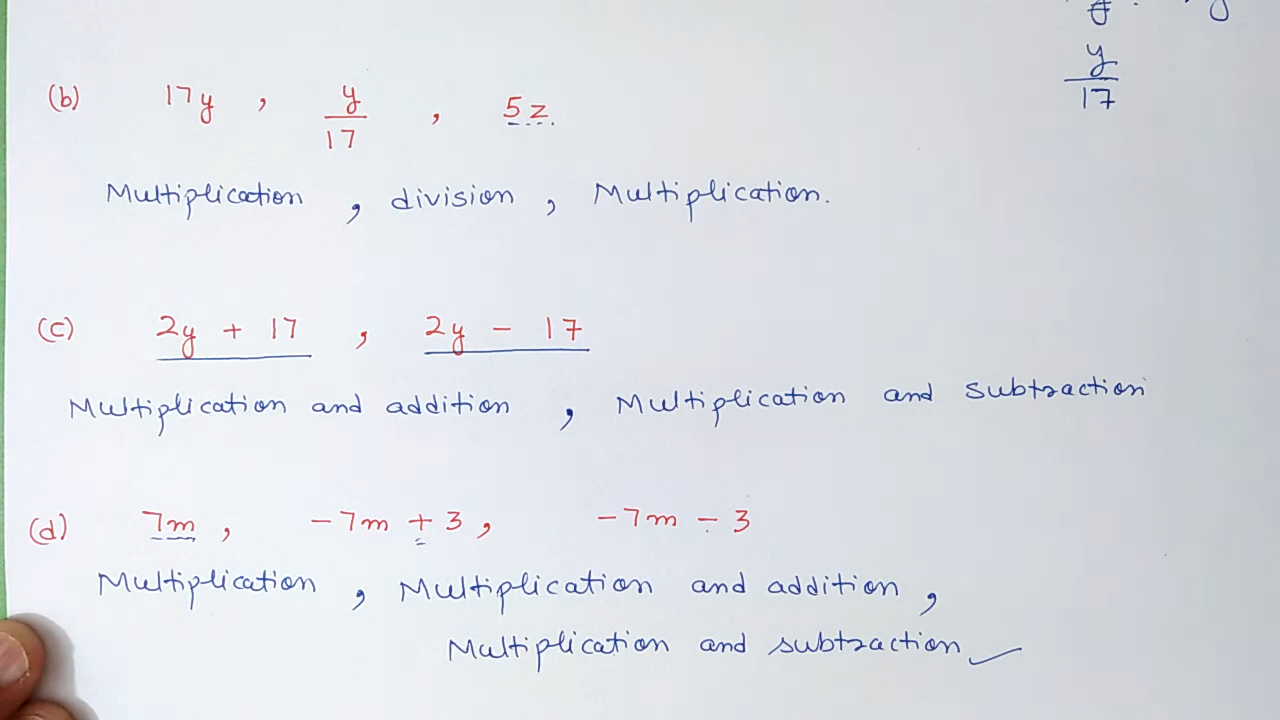 y
17
(b) 17y , y/17 , 5z
Multiplication , division , Multiplication.
(c) 2y + 17 , 2y - 17
Multiplication and addition , Multiplication and subtraction
(d) 7m , -7m + 3 , -7m - 3
Multiplication , Multiplication and addition ,
Multiplication and subtraction